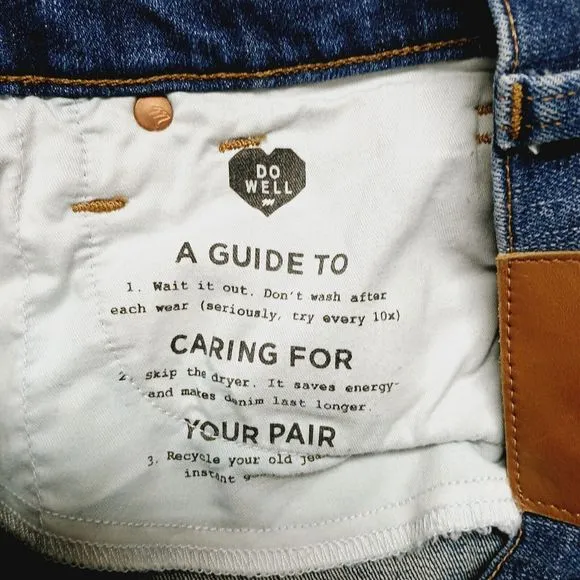 DO
WELL
A GUIDE TO
1. Wait it out. Don't wash after
each wear (seriously, try every 10x)
CARING FOR
2. Skip the dryer. It saves energy
and makes denim last longer.
YOUR PAIR
3. Recycle your old
instant